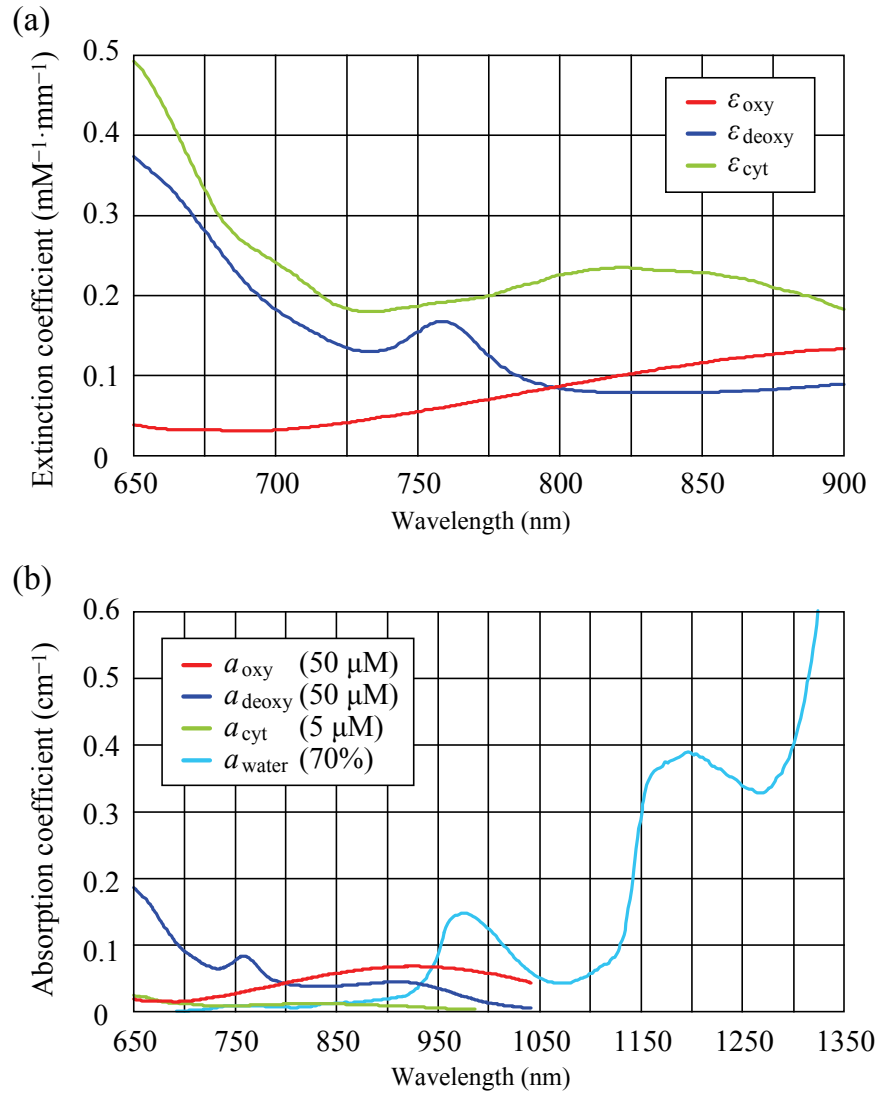 (a)
Extinction coefficient (mM⁻¹·mm⁻¹)
0.5
0.4
0.3
0.2
0.1
0
ε oxy
ε deoxy
ε cyt
650 700 750 800 850 900
Wavelength (nm)
(b)
Absorption coefficient (cm⁻¹)
0.6
0.5
0.4
0.3
0.2
0.1
0
a oxy (50 μM)
a deoxy (50 μM)
a cyt (5 μM)
a water (70%)
650 750 850 950 1050 1150 1250 1350
Wavelength (nm)